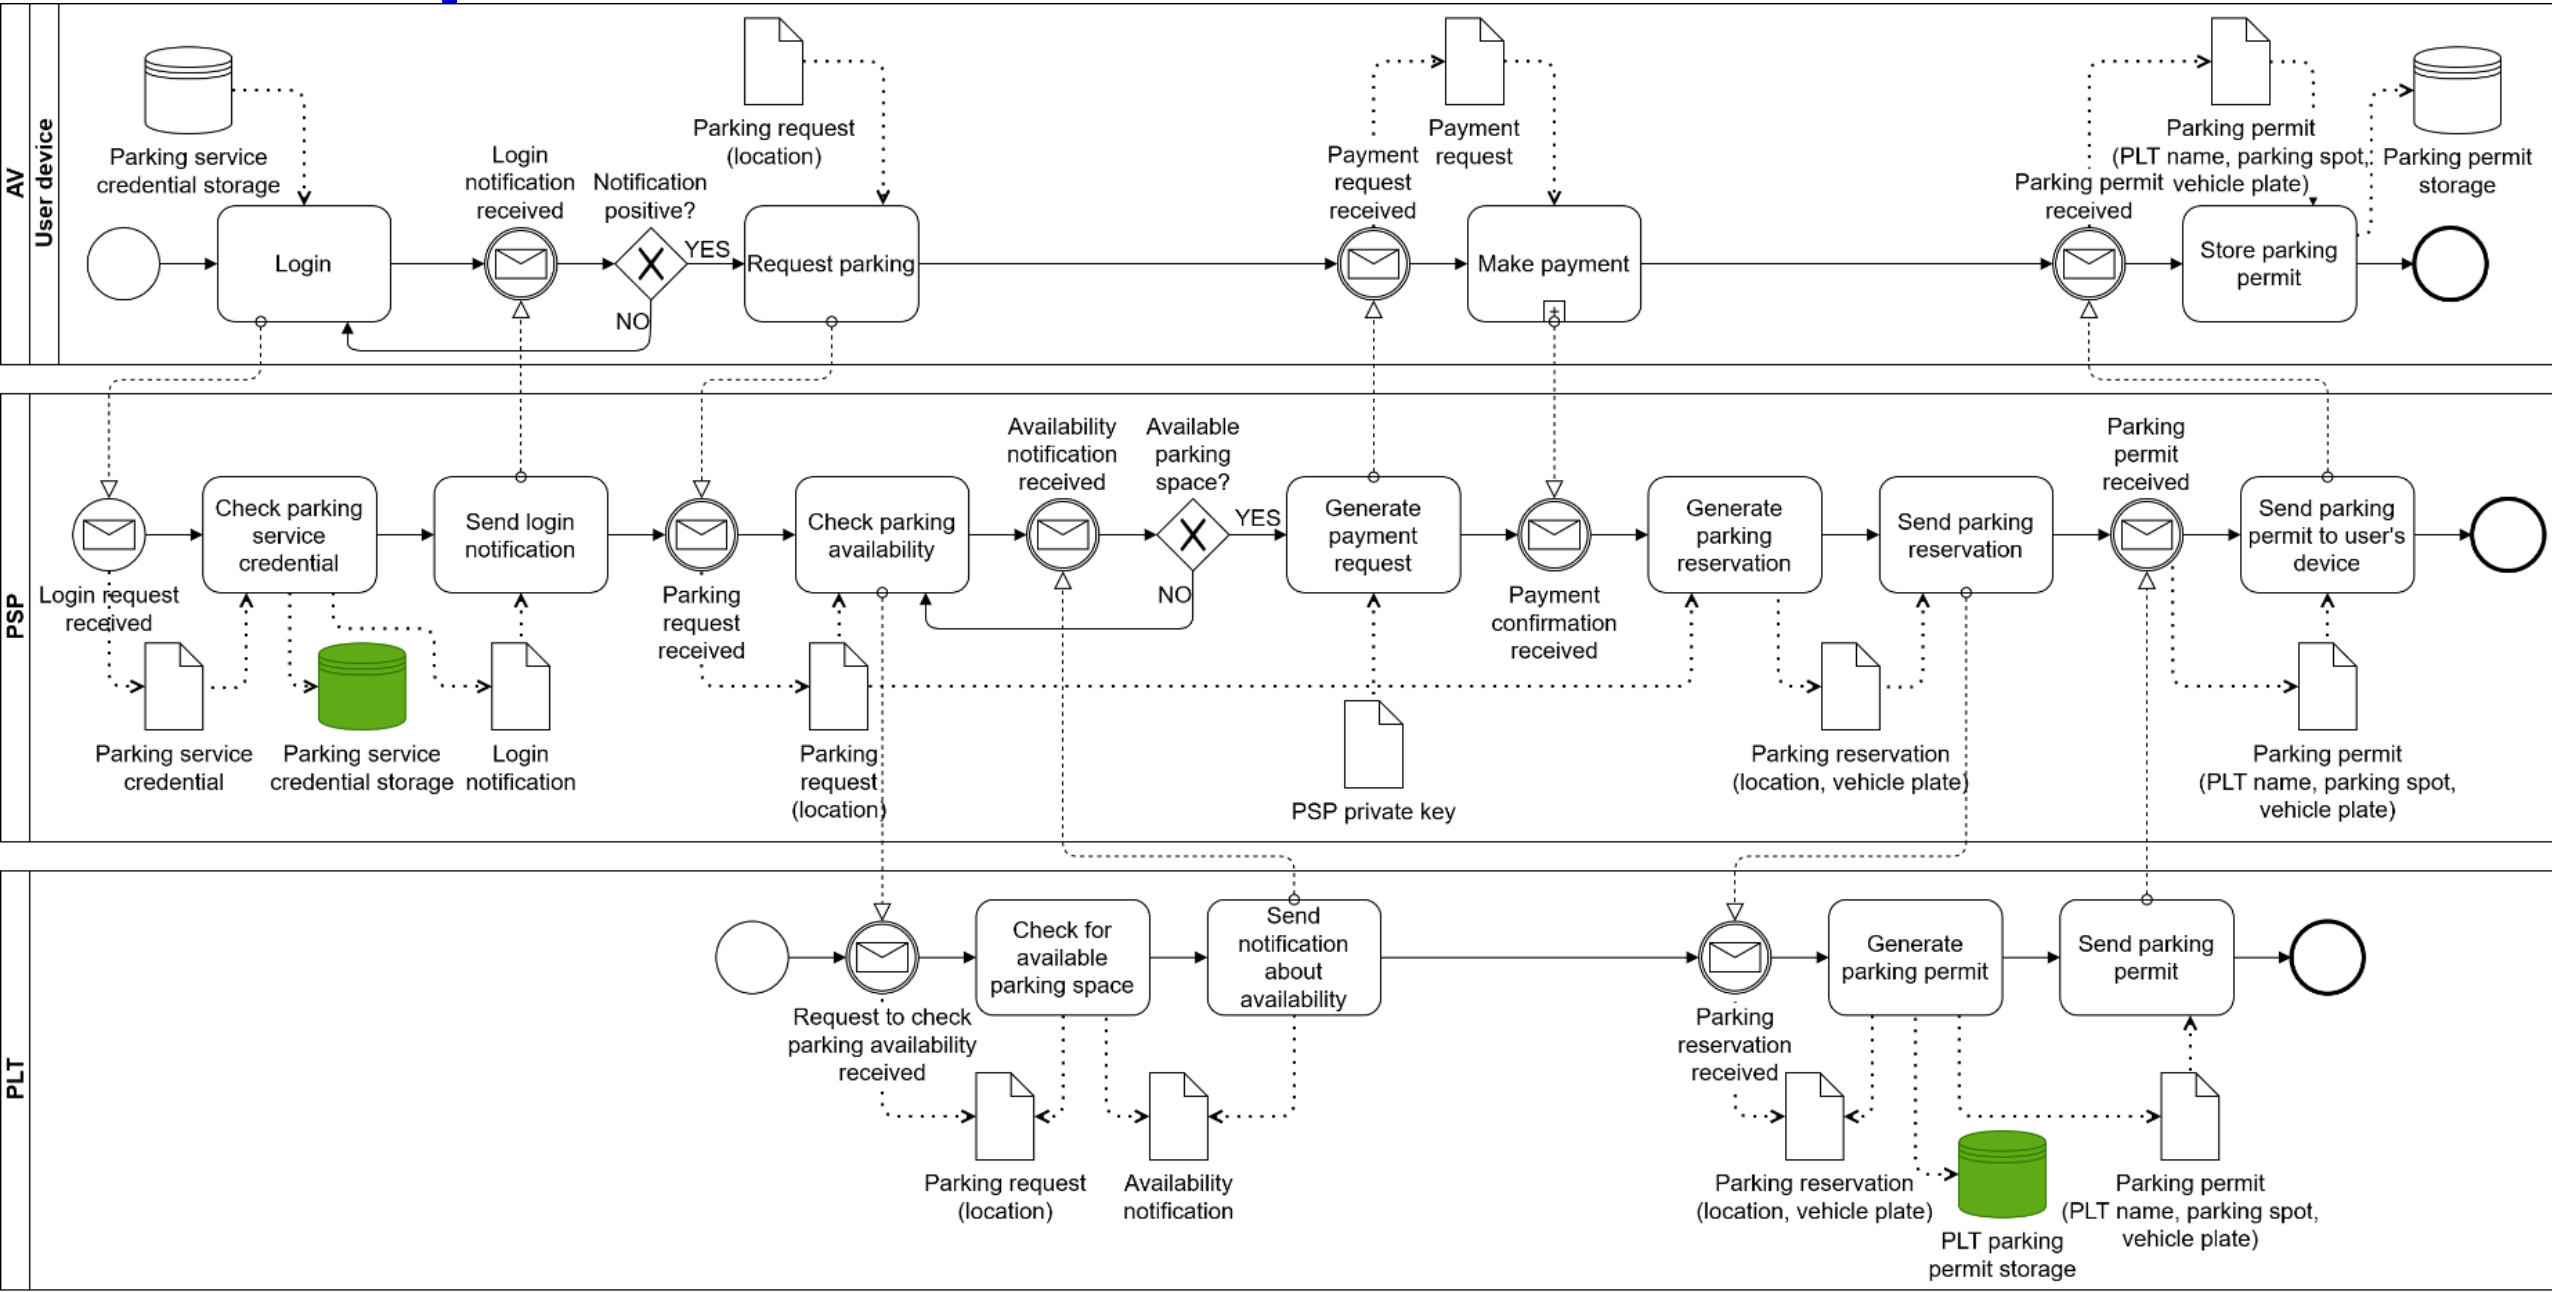 AV
User device
Parking service
credential storage
Login
Login
notification
received
Notification
positive?
YES
NO
Parking request
(location)
Request parking
Payment
request
received
Payment
request
Make payment
Parking permit
received
Parking permit
(PLT name, parking spot,
vehicle plate)
Store parking
permit
Parking permit
storage
PSP
Login request
received
Check parking
service
credential
Send login
notification
Parking service
credential
Parking service
credential storage
Login
notification
Parking
request
received
Check parking
availability
Parking
request
(location)
Availability
notification
received
Available
parking
space?
YES
NO
Generate
payment
request
PSP private key
Payment
confirmation
received
Generate
parking
reservation
Send parking
reservation
Parking reservation
(location, vehicle plate)
Parking
permit
received
Send parking
permit to user's
device
Parking permit
(PLT name, parking spot,
vehicle plate)
PLT
Request to check
parking availability
received
Check for
available
parking space
Send
notification
about
availability
Parking request
(location)
Availability
notification
Parking
reservation
received
Generate
parking permit
Send parking
permit
Parking reservation
(location, vehicle plate)
PLT parking
permit storage
Parking permit
(PLT name, parking spot,
vehicle plate)